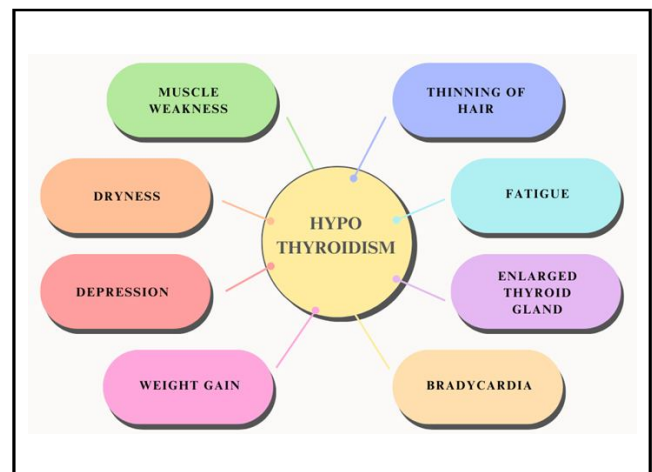 MUSCLE
WEAKNESS
THINNING OF
HAIR
DRYNESS
FATIGUE
HYPO
THYROIDISM
DEPRESSION
ENLARGED
THYROID
GLAND
WEIGHT GAIN
BRADYCARDIA